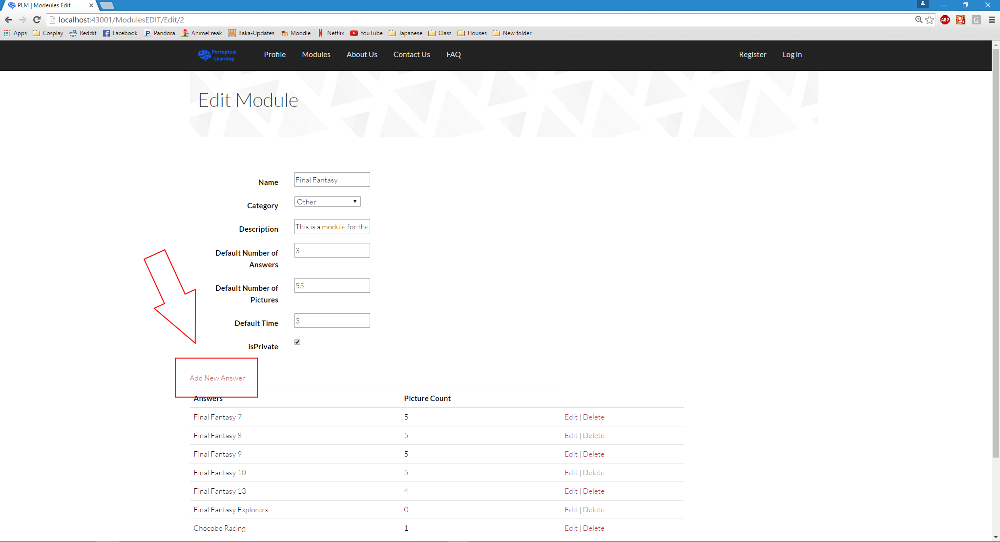 PLM | Modeules Edit
localhost:43001/ModulesEDIT/Edit/2
ABP
G
Apps Cosplay Reddit Facebook Pandora AnimeFreak Baka-Updates Moodle Netflix YouTube Japanese Class Houses New folder
Perceptual
Learning
Profile Modules About Us Contact Us FAQ Register Log in
Edit Module
Name Final Fantasy
Category Other
Description This is a module for the
Default Number of
Answers
3
Default Number of
Pictures
55
Default Time 3
isPrivate
Add New Answer
Answers Picture Count
Final Fantasy 7 5 Edit | Delete
Final Fantasy 8 5 Edit | Delete
Final Fantasy 9 5 Edit | Delete
Final Fantasy 10 5 Edit | Delete
Final Fantasy 13 4 Edit | Delete
Final Fantasy Explorers 0 Edit | Delete
Chocobo Racing 1 Edit | Delete